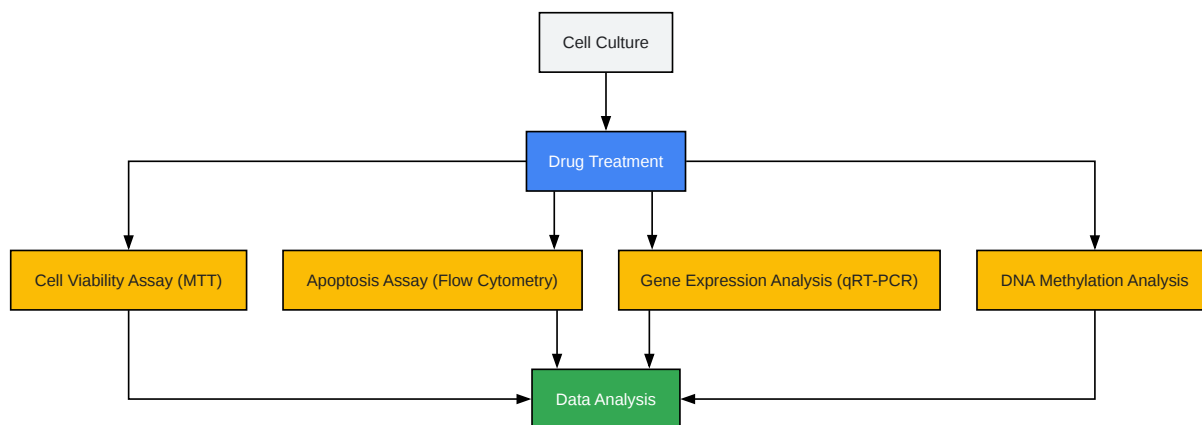 Cell Culture
Drug Treatment
Cell Viability Assay (MTT)
Apoptosis Assay (Flow Cytometry)
Gene Expression Analysis (qRT-PCR)
DNA Methylation Analysis
Data Analysis